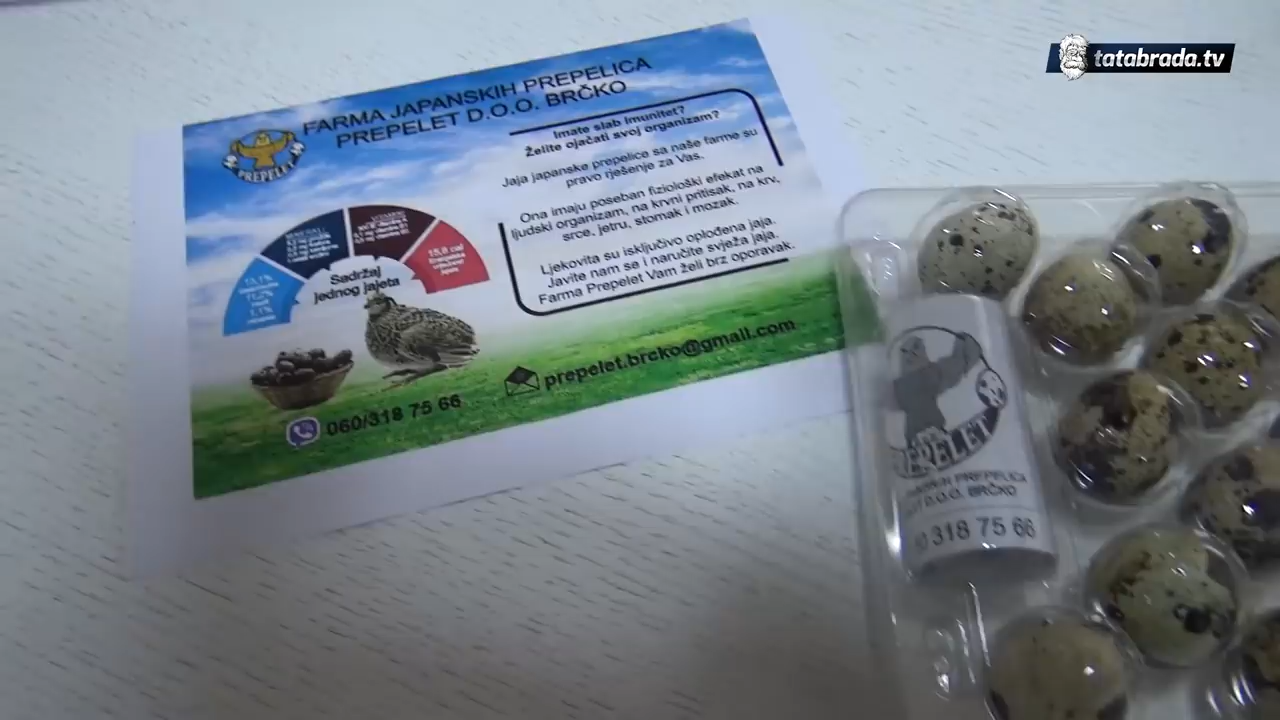 tatabrada.tv
FARMA JAPANSKIH PREPELICA
PREPELET D.O.O. BRČKO
PREPELET
Imate slab imunitet?
Želite ojačati svoj organizam?
Jaja japanske prepelice sa naše farme su
pravo rješenje za Vas.
Ona imaju poseban fiziološki efekat na
ljudski organizam, na krvni pritisak, na krv,
srce, jetru, stomak i mozak.
Ljekovita su isključivo oplođena jaja.
Javite nam se i naručite svježa jaja.
Farma Prepelet Vam želi brz oporavak.
MINERALI
VITAMINI
15,8 cal
Sadržaj
jednog jajeta
060/318 75 66
prepelet.brcko@gmail.com
PREPELET
PREPELICA
D.O.O. BRČKO
318 75 66